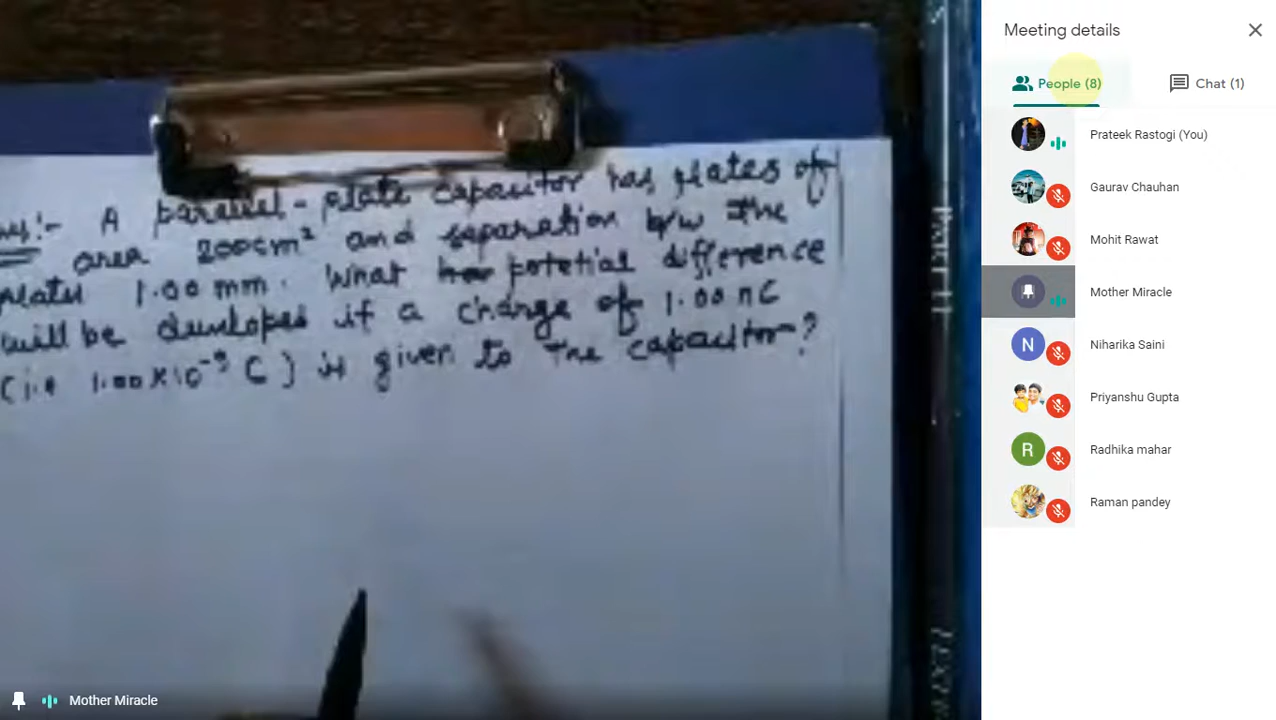 A parallel-plate capacitor has plates of
area 200cm² and separation b/w the
plates 1.00 mm. What potetial difference
will be developes if a charge of 1.00 nC
(i.e 1.00×10⁻⁹ C) is given to the capacitor?
Mother Miracle
Meeting details
People (8)
Chat (1)
Prateek Rastogi (You)
Gaurav Chauhan
Mohit Rawat
Mother Miracle
N Niharika Saini
Priyanshu Gupta
R Radhika mahar
Raman pandey